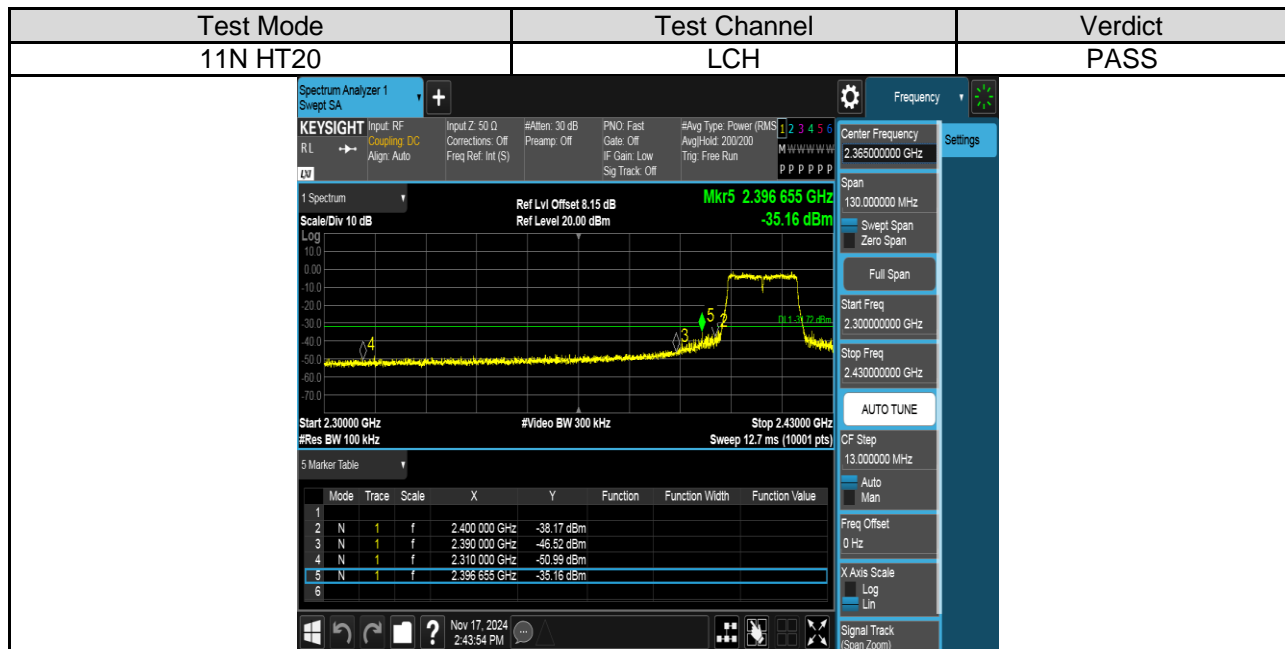 Test Mode Test Channel Verdict
11N HT20 LCH PASS
Spectrum Analyzer 1
Swept SA
+
Frequency
KEYSIGHT
RL
LXI
Input: RF
Coupling: DC
Align: Auto
Input Z: 50 Ω
Corrections: Off
Freq Ref: Int (S)
#Atten: 30 dB
Preamp: Off
PNO: Fast
Gate: Off
IF Gain: Low
Sig Track: Off
#Avg Type: Power (RMS
Avg|Hold: 200/200
Trig: Free Run
1 2 3 4 5 6
M W W W W W
P P P P P P
1 Spectrum
Scale/Div 10 dB
Ref Lvl Offset 8.15 dB
Ref Level 20.00 dBm
Mkr5 2.396 655 GHz
-35.16 dBm
Log
10.0
0.00
-10.0
-20.0
-30.0
-40.0
-50.0
-60.0
-70.0
4
3
5
2
Start 2.30000 GHz
#Res BW 100 kHz
#Video BW 300 kHz
Stop 2.43000 GHz
Sweep 12.7 ms (10001 pts)
5 Marker Table
Mode Trace Scale X Y Function Function Width Function Value
1
2 N 1 f 2.400 000 GHz -38.17 dBm
3 N 1 f 2.390 000 GHz -46.52 dBm
4 N 1 f 2.310 000 GHz -50.99 dBm
5 N 1 f 2.396 655 GHz -35.16 dBm
6
?
Nov 17, 2024
2:43:54 PM
Center Frequency
2.365000000 GHz
Settings
Span
130.000000 MHz
Swept Span
Zero Span
Full Span
Start Freq
2.300000000 GHz
Stop Freq
2.430000000 GHz
AUTO TUNE
CF Step
13.000000 MHz
Auto
Man
Freq Offset
0 Hz
X Axis Scale
Log
Lin
Signal Track
(Span Zoom)